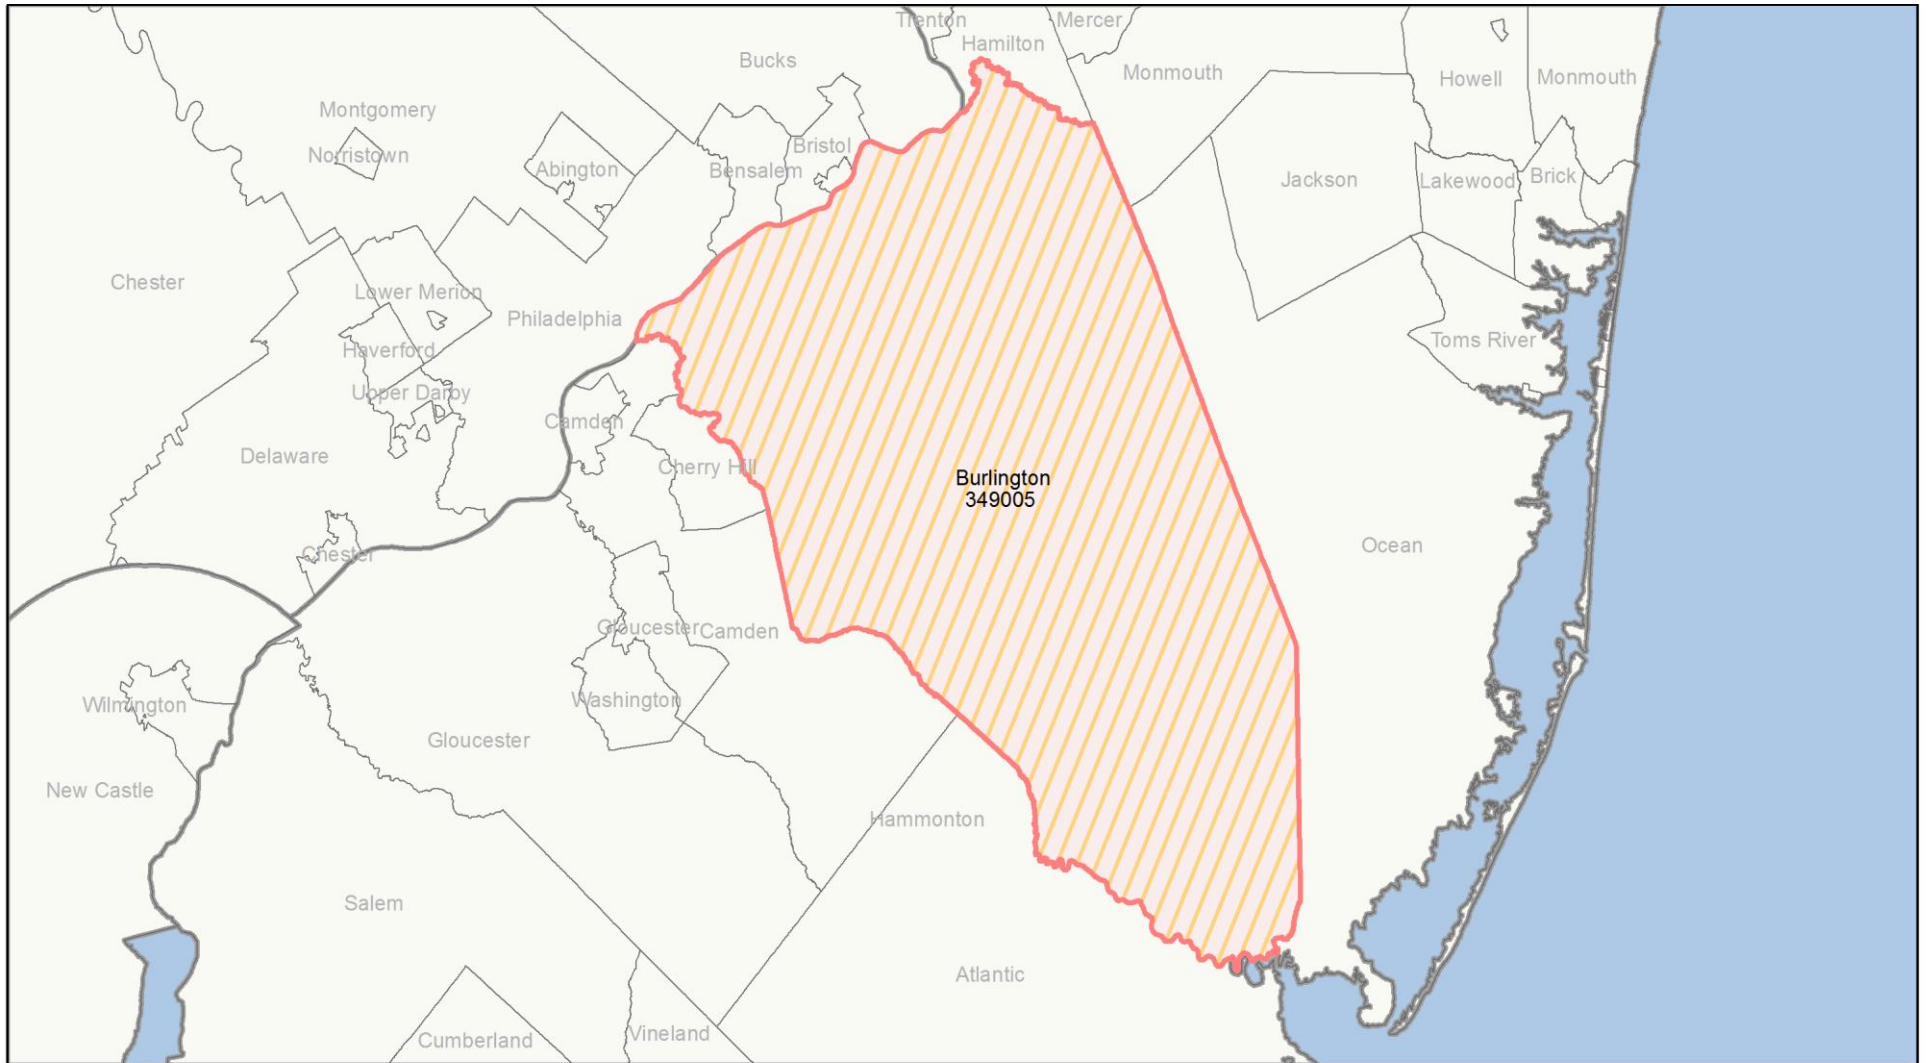 Trenton
Mercer
Hamilton
Bucks
Monmouth
Howell
Monmouth
Montgomery
Bristol
Norristown
Abington
Bensalem
Jackson
Lakewood
Brick
Chester
Lower Merion
Philadelphia
Toms River
Haverford
Upper Darby
Camden
Delaware
Cherry Hill
Burlington
349005
Ocean
Chester
Gloucester
Camden
Washington
Wilmington
Gloucester
New Castle
Hammonton
Salem
Atlantic
Cumberland
Vineland